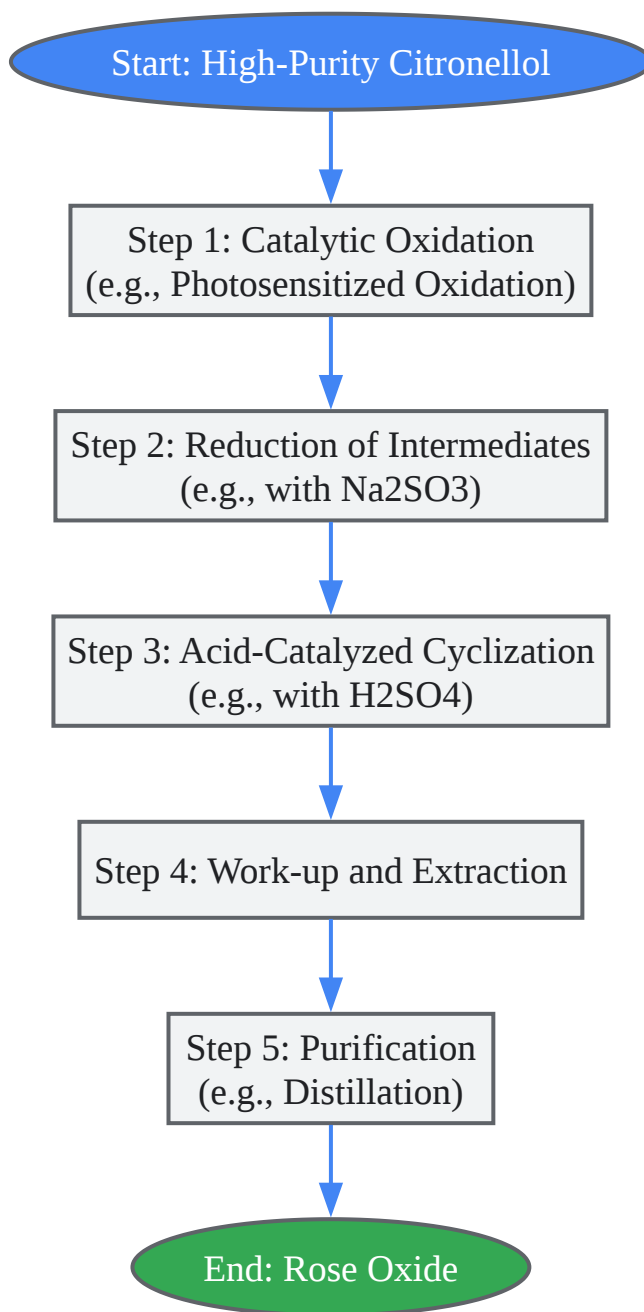 Start: High-Purity Citronellol
Step 1: Catalytic Oxidation
(e.g., Photosensitized Oxidation)
Step 2: Reduction of Intermediates
(e.g., with Na2SO3)
Step 3: Acid-Catalyzed Cyclization
(e.g., with H2SO4)
Step 4: Work-up and Extraction
Step 5: Purification
(e.g., Distillation)
End: Rose Oxide